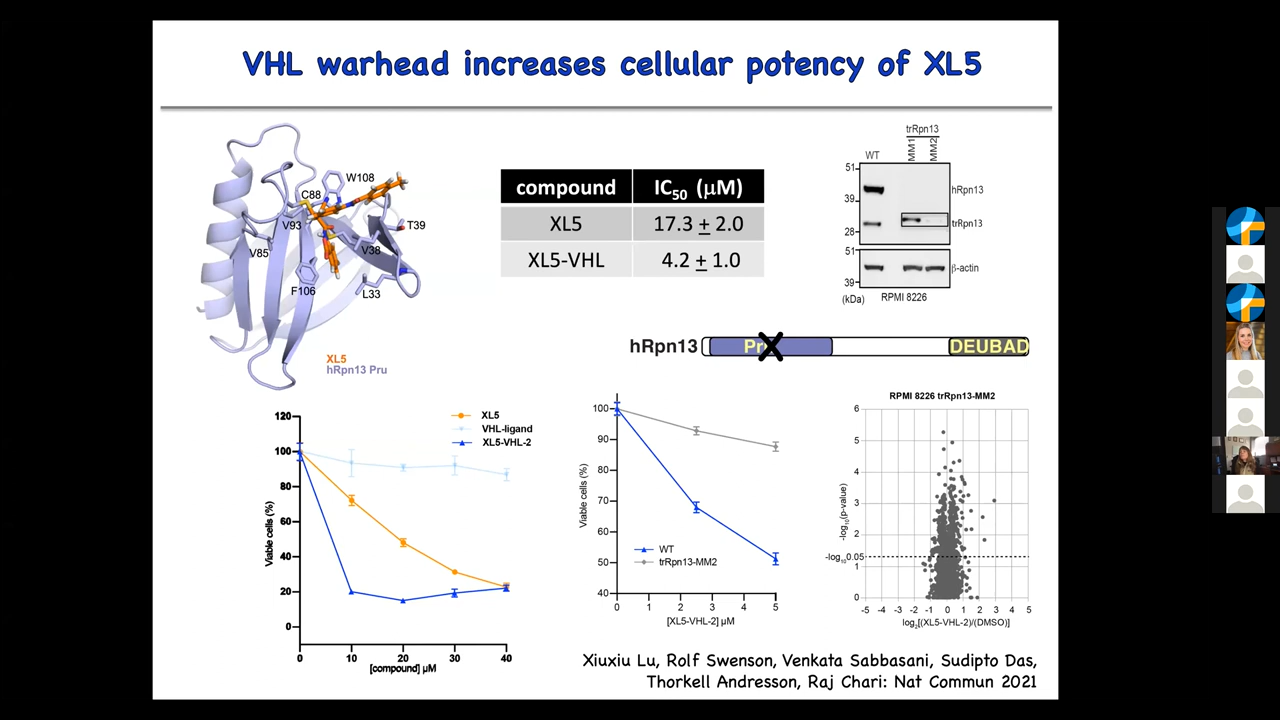 VHL warhead increases cellular potency of XL5
W108
C88
V93
T39
V85
V38
F106
L33
XL5
hRpn13 Pru
compound IC50 (μM)
XL5 17.3 ± 2.0
XL5-VHL 4.2 ± 1.0
trRpn13
WT MM1 MM2
51
39
28
hRpn13
trRpn13
51
39
β-actin
(kDa) RPMI 8226
hRpn13 Pr X DEUBAD
XL5
VHL-ligand
XL5-VHL-2
Viable cells (%)
120
100
80
60
40
20
0
0 10 20 30 40
[compound] μM
Viable cells (%)
100
90
80
70
60
50
40
WT
trRpn13-MM2
0 1 2 3 4 5
[XL5-VHL-2] μM
RPMI 8226 trRpn13-MM2
-log10(p-value)
6
5
4
3
2
-log10 0.05
1
0
-5 -4 -3 -2 -1 0 1 2 3 4 5
log2[(XL5-VHL-2)/(DMSO)]
Xiuxiu Lu, Rolf Swenson, Venkata Sabbasani, Sudipto Das,
Thorkell Andresson, Raj Chari: Nat Commun 2021